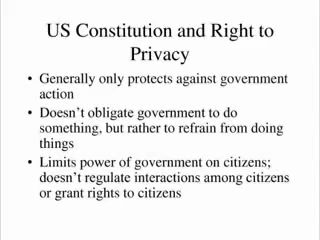 US Constitution and Right to
Privacy
• Generally only protects against government
action
• Doesn't obligate government to do
something, but rather to refrain from doing
things
• Limits power of government on citizens;
doesn't regulate interactions among citizens
or grant rights to citizens